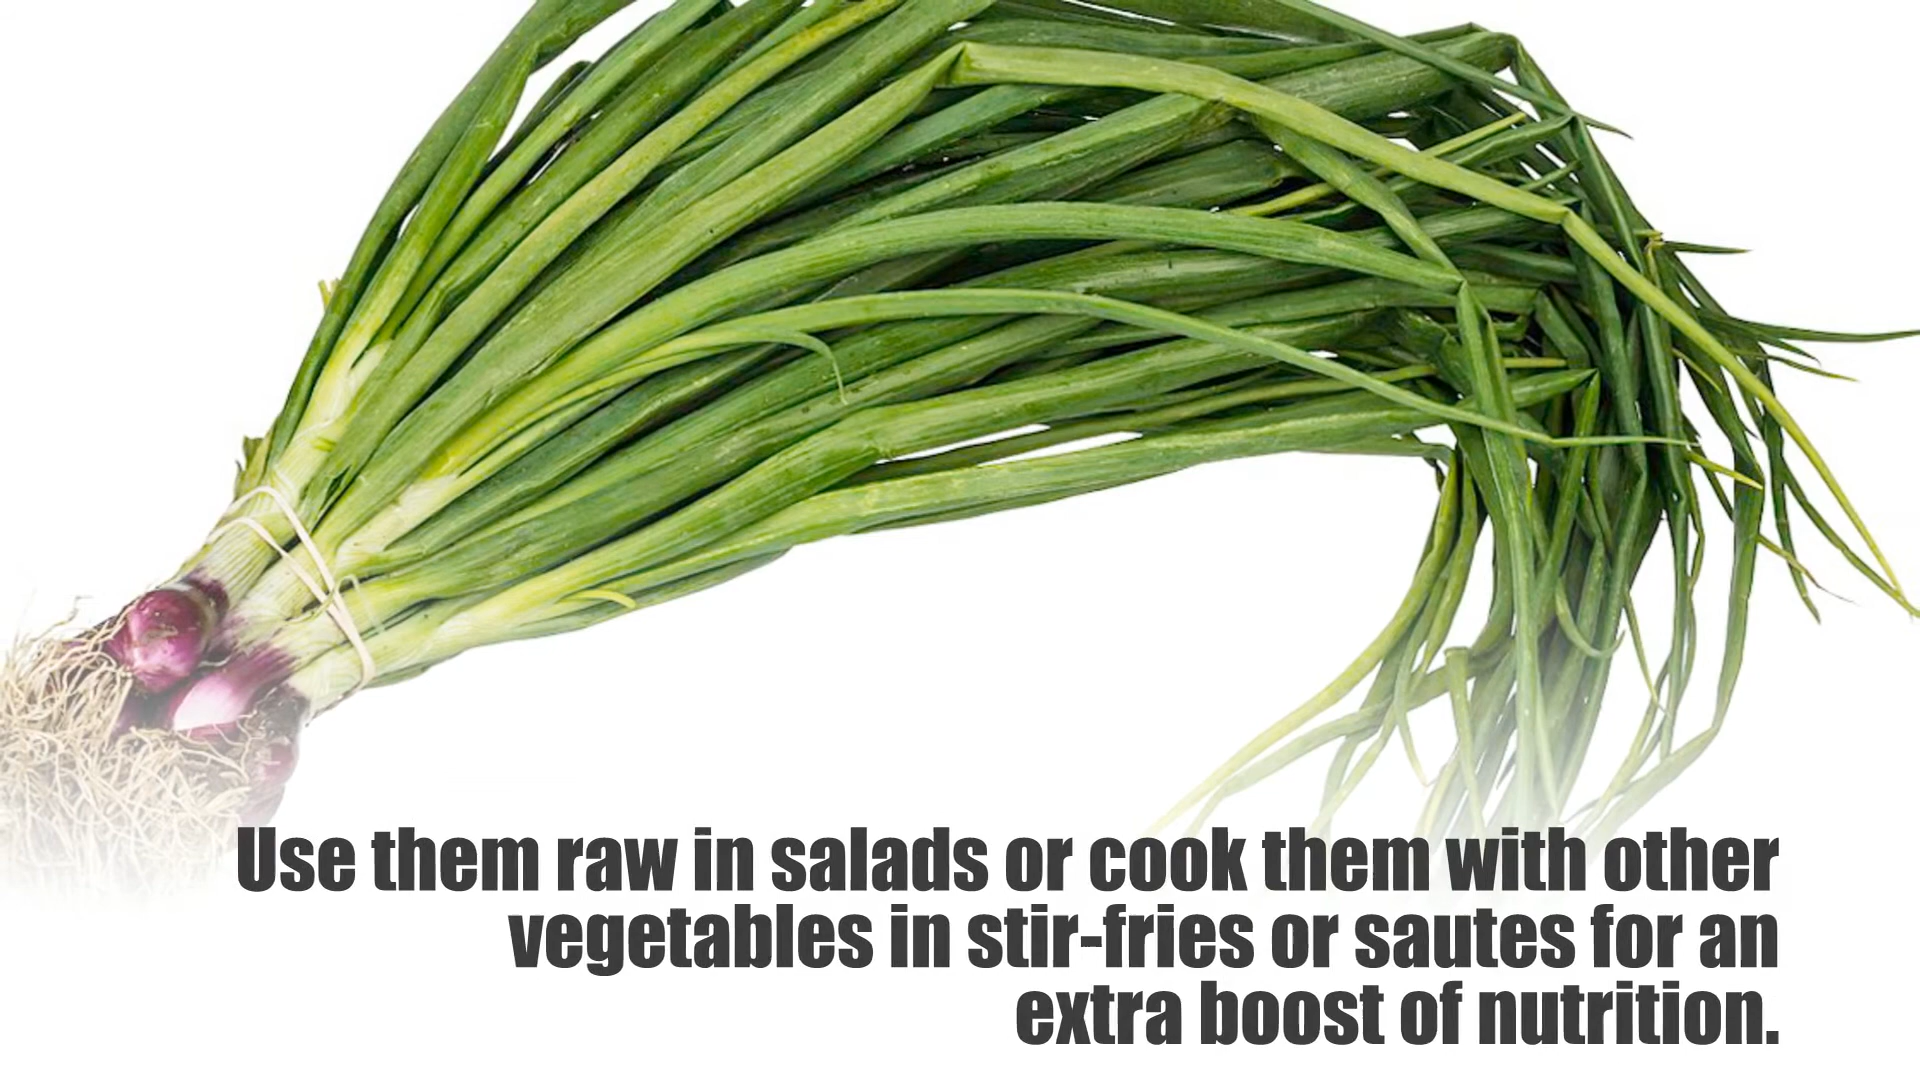 Use them raw in salads or cook them with other
vegetables in stir-fries or sautes for an
extra boost of nutrition.